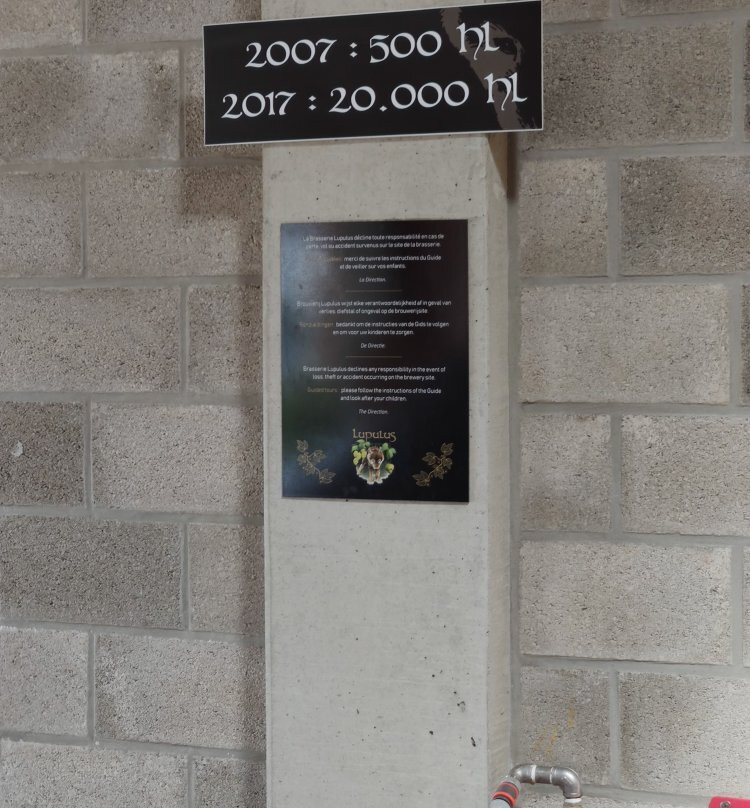 2007 : 500 hl
2017 : 20.000 hl
La Brasserie Lupulus décline toute responsabilité en cas de
perte, vol ou accident survenus sur le site de la brasserie.
merci de suivre les instructions du Guide
et de veiller sur vos enfants.
La Direction.
Brouwerij Lupulus wijst elke verantwoordelijkheid af in geval van
verlies, diefstal of ongeval op de brouwerijsite.
Rondleidingen : bedankt om de instructies van de Gids te volgen
en om voor uw kinderen te zorgen.
De Directie.
Brasserie Lupulus declines any responsibility in the event of
loss, theft or accident occurring on the brewery site.
Guided tours : please follow the instructions of the Guide
and look after your children.
The Direction.
Lupulus